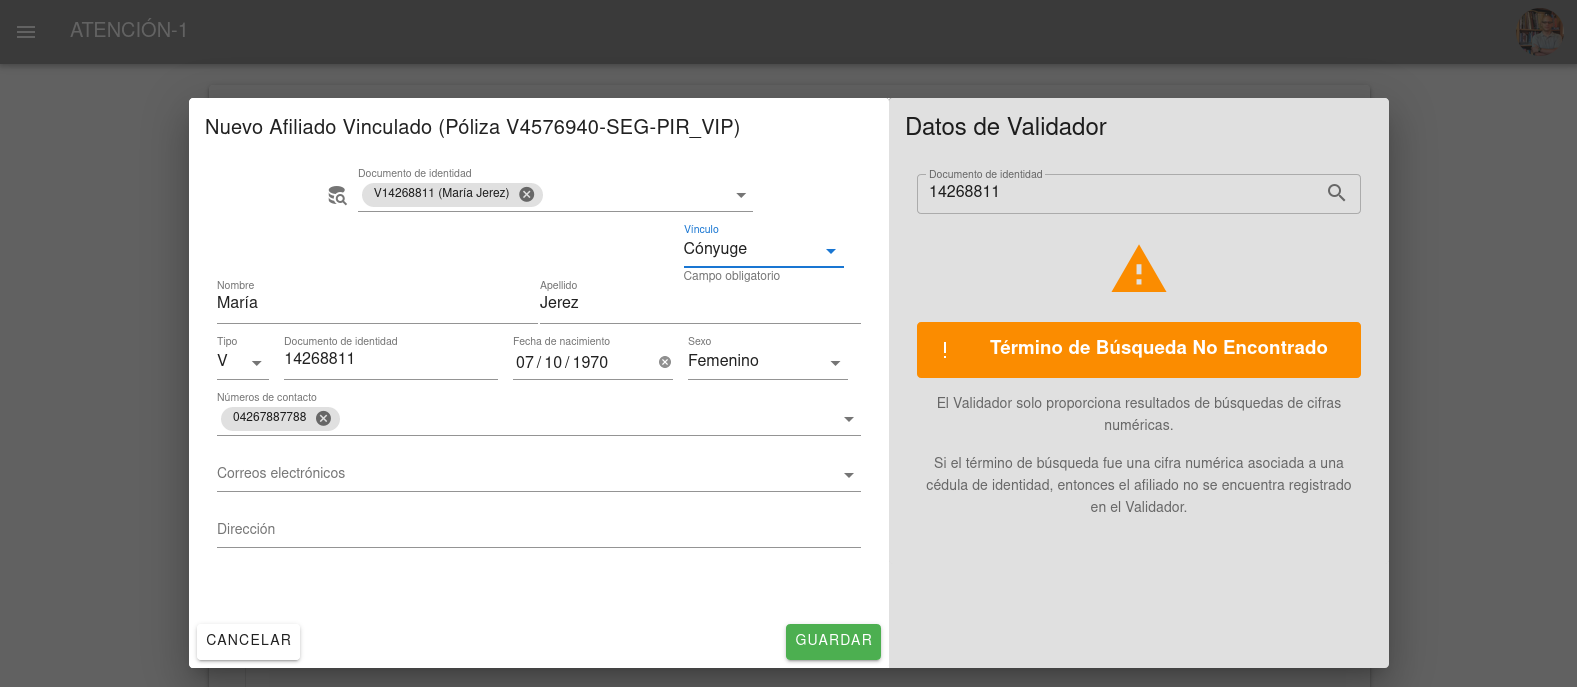 ATENCIÓN-1
Nuevo Afiliado Vinculado (Póliza V4576940-SEG-PIR_VIP)
Documento de identidad
V14268811 (María Jerez)
Vínculo
Cónyuge
Campo obligatorio
Nombre
María
Apellido
Jerez
Tipo
V
Documento de identidad
14268811
Fecha de nacimiento
07/10/1970
Sexo
Femenino
Números de contacto
04267887788
Correos electrónicos
Dirección
CANCELAR
GUARDAR
Datos de Validador
Documento de identidad
14268811
Término de Búsqueda No Encontrado
El Validador solo proporciona resultados de búsquedas de cifras
numéricas.
Si el término de búsqueda fue una cifra numérica asociada a una
cédula de identidad, entonces el afiliado no se encuentra registrado
en el Validador.